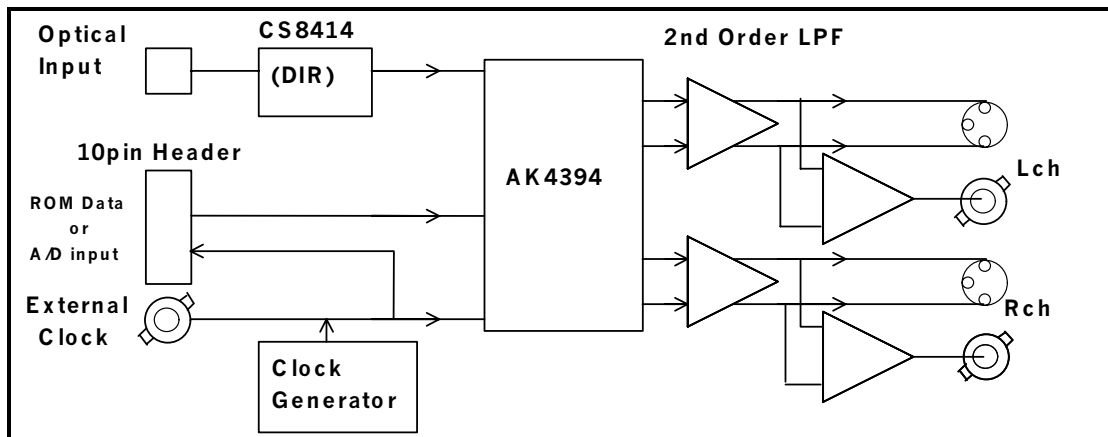 Optical
Input
CS8414
(DIR)
2nd Order LPF
10pin Header
ROM Data
or
A/D input
AK4394
Lch
External
Clock
Clock
Generator
Rch